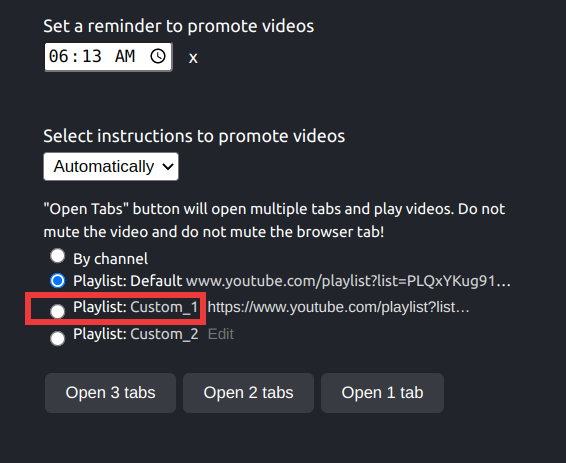 Set a reminder to promote videos
06:13 AM x
Select instructions to promote videos
Automatically
"Open Tabs" button will open multiple tabs and play videos. Do not
mute the video and do not mute the browser tab!
By channel
Playlist: Default www.youtube.com/playlist?list=PLQxYKug91...
Playlist: Custom_1 https://www.youtube.com/playlist?list...
Playlist: Custom_2 Edit
Open 3 tabs Open 2 tabs Open 1 tab